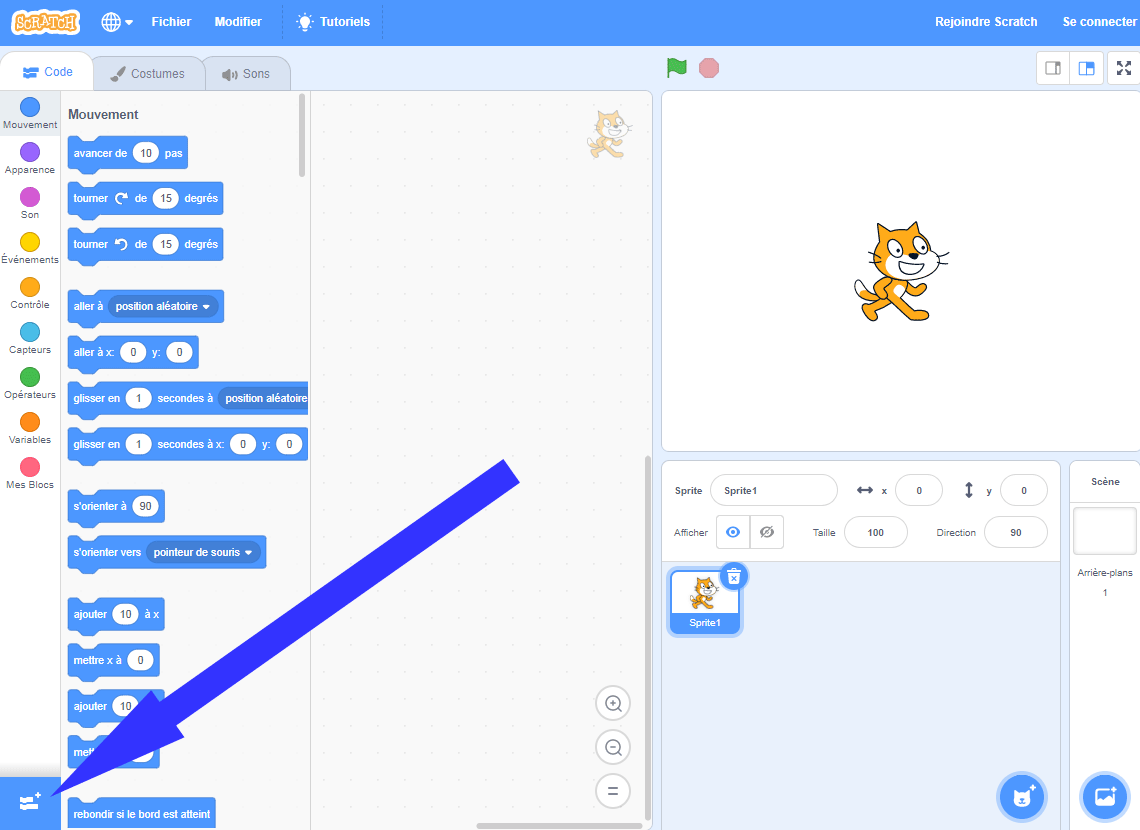 SCRATCH
Fichier
Modifier
Tutoriels
Rejoindre Scratch
Se connecter
Code
Costumes
Sons
Mouvement
Apparence
Son
Événements
Contrôle
Capteurs
Opérateurs
Variables
Mes Blocs
Mouvement
avancer de 10 pas
tourner de 15 degrés
tourner de 15 degrés
aller à position aléatoire
aller à x: 0 y: 0
glisser en 1 secondes à position aléatoire
glisser en 1 secondes à x: 0 y: 0
s'orienter à 90
s'orienter vers pointeur de souris
ajouter 10 à x
mettre x à 0
ajouter 10
rebondir si le bord est atteint
Sprite Sprite1 x 0 y 0
Afficher Taille 100 Direction 90
Sprite1
Scène
Arrière-plans
1